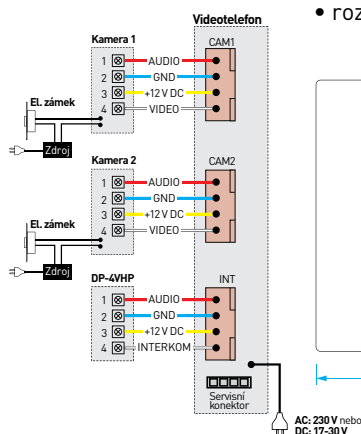 Videotelefon
• roz
Kamera 1
CAM1
1 AUDIO
2 GND
3 +12 V DC
4 VIDEO
El. zámek
Zdroj
Kamera 2
CAM2
1 AUDIO
2 GND
3 +12 V DC
4 VIDEO
El. zámek
Zdroj
DP-4VHP
INT
1 AUDIO
2 GND
3 +12 V DC
4 INTERKOM
Servisní
konektor
AC: 230 V nebo
DC: 17-30 V